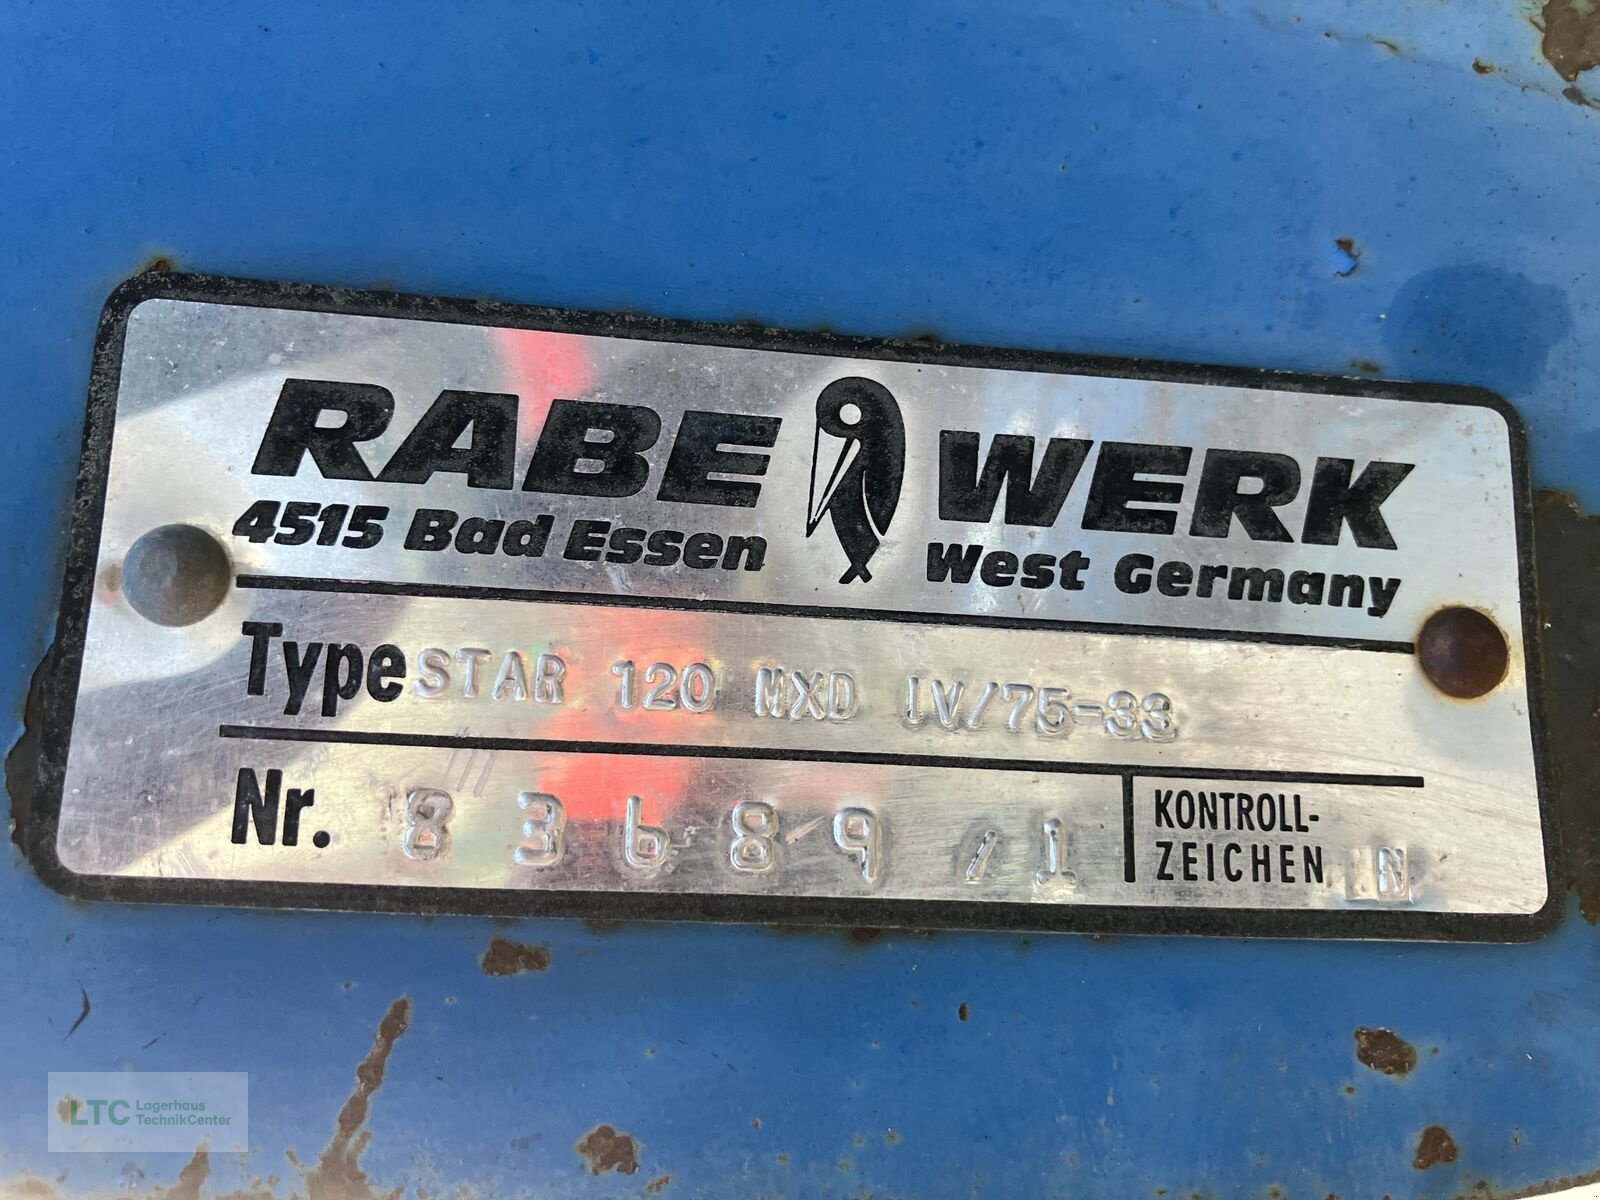 RABE WERK
4515 Bad Essen West Germany
Type STAR 120 MXD IV/75-33
Nr. 83689/1
KONTROLL-
ZEICHEN N
LTC Lagerhaus
TechnikCenter